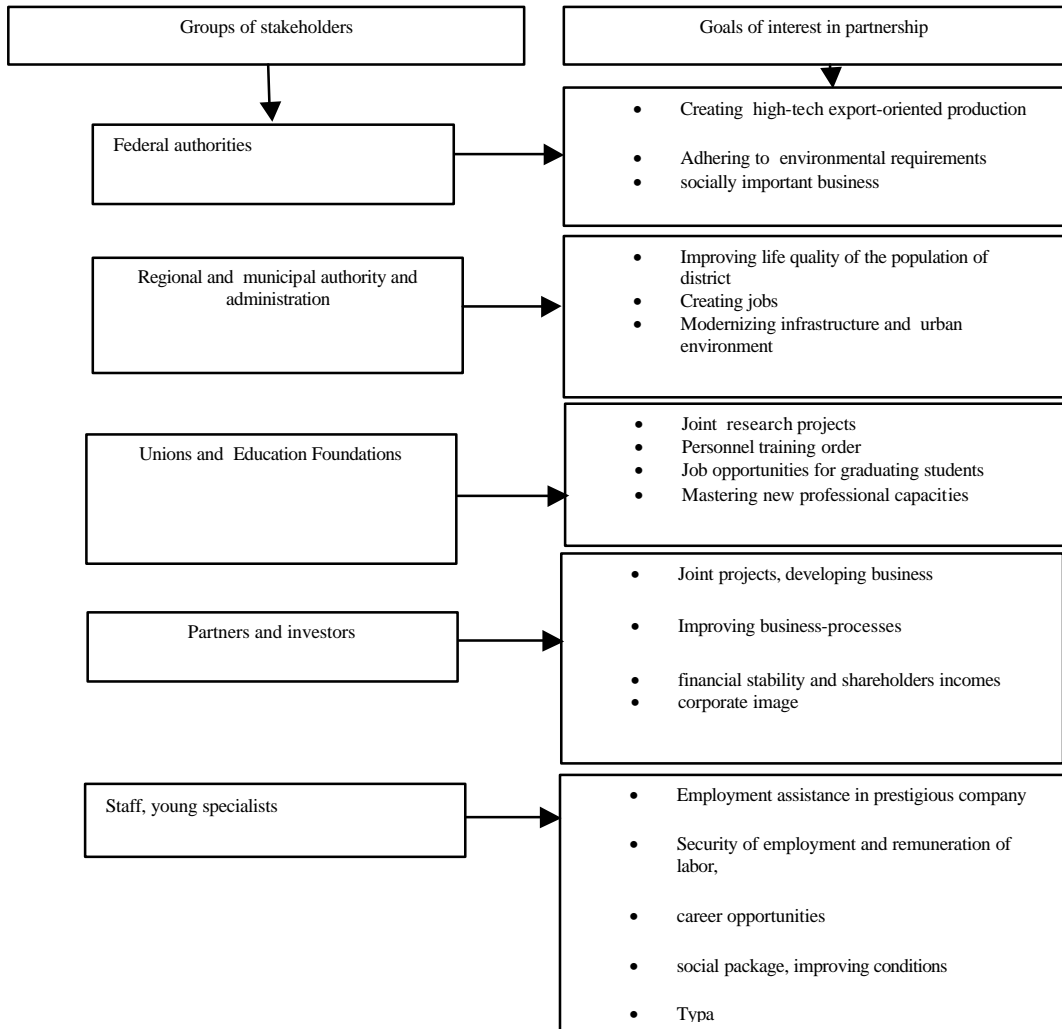 Groups of stakeholders
Goals of interest in partnership
Federal authorities
• Creating high-tech export-oriented production
• Adhering to environmental requirements
• socially important business
Regional and municipal authority and
administration
• Improving life quality of the population of
district
• Creating jobs
• Modernizing infrastructure and urban
environment
Unions and Education Foundations
• Joint research projects
• Personnel training order
• Job opportunities for graduating students
• Mastering new professional capacities
Partners and investors
• Joint projects, developing business
• Improving business-processes
• financial stability and shareholders incomes
• corporate image
Staff, young specialists
• Employment assistance in prestigious company
• Security of employment and remuneration of
labor,
• career opportunities
• social package, improving conditions
• Typa